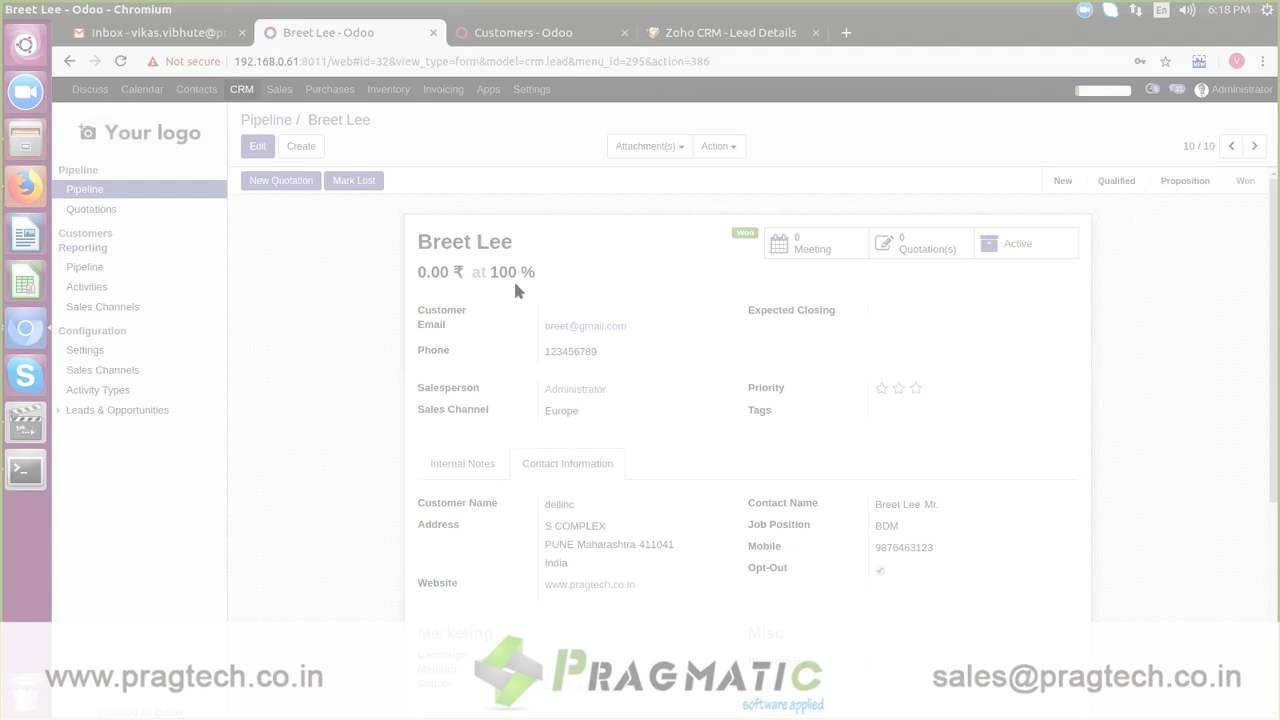 Breet Lee - Odoo - Chromium
En
6:18 PM
Inbox - vikas.vibhute@pr
Breet Lee - Odoo
Customers - Odoo
Zoho CRM - Lead Details
Not secure
192.168.0.61:8011/web#id=32&view_type=form&model=crm.lead&menu_id=295&action=386
V
Discuss Calendar Contacts CRM Sales Purchases Inventory Invoicing Apps Settings
Administrator
Your logo
Pipeline / Breet Lee
Edit Create
Attachment(s) Action
10 / 10
New Quotation Mark Lost
New Qualified Proposition Won
Pipeline
Pipeline
Quotations
Customers
Reporting
Pipeline
Activities
Sales Channels
Configuration
Settings
Sales Channels
Activity Types
Leads & Opportunities
Won
0 Meeting
0 Quotation(s)
Active
Breet Lee
0.00 ₹ at 100 %
Customer
Email breet@gmail.com
Phone 123456789
Expected Closing
Salesperson Administrator
Sales Channel Europe
Priority
Tags
Internal Notes Contact Information
Customer Name dellinc
Address S COMPLEX
PUNE Maharashtra 411041
India
Website www.pragtech.co.in
Contact Name Breet Lee Mr.
Job Position BDM
Mobile 9876463123
Opt-Out
Marketing
Campaign
Medium
Source
Misc
www.pragtech.co.in
PRAGMATIC
software applied
sales@pragtech.co.in